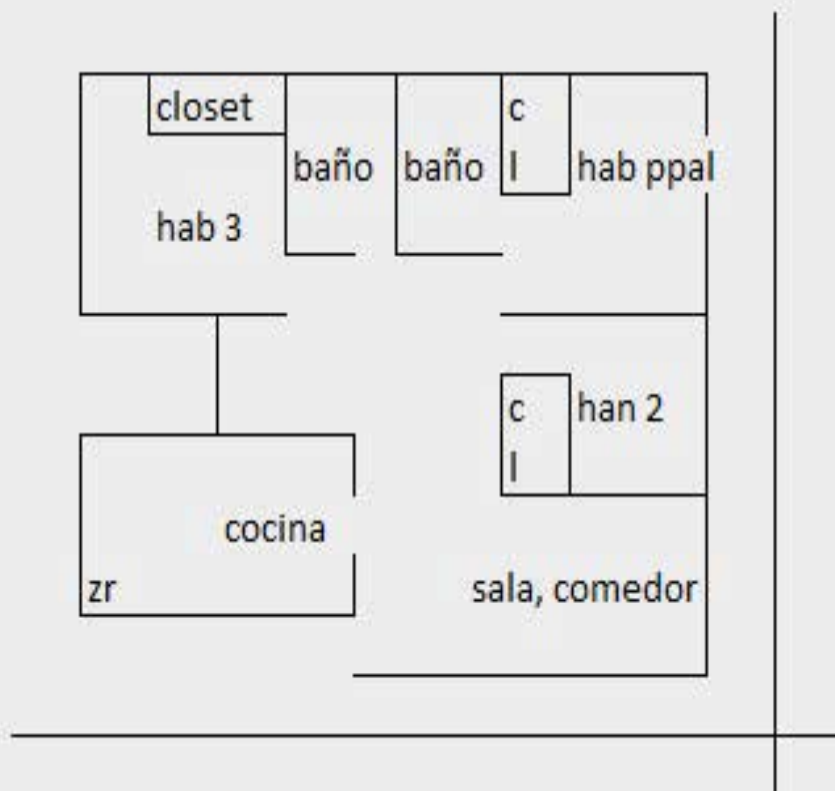 closet
c
baño
baño
l
hab ppal
hab 3
c
han 2
l
cocina
zr
sala, comedor